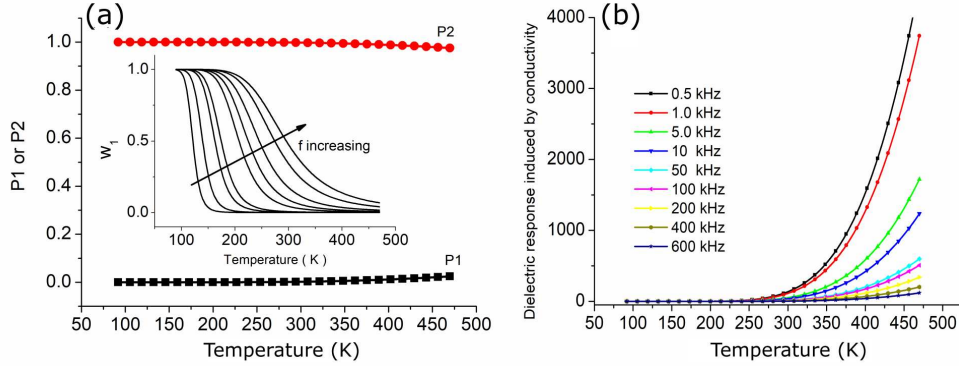 (a)
P2
1.0
0.8
0.6
0.4
0.2
0.0
P1 or P2
1.0
0.5
0.0
w1
f increasing
100 150 200 250 300 350 400 450 500
Temperature ( K )
P1
50 100 150 200 250 300 350 400 450 500
Temperature (K)
(b)
4000
3000
2000
1000
0
Dielectric response induced by conductivity
0.5 kHz
1.0 kHz
5.0 kHz
10 kHz
50 kHz
100 kHz
200 kHz
400 kHz
600 kHz
50 100 150 200 250 300 350 400 450 500
Temperature (K)